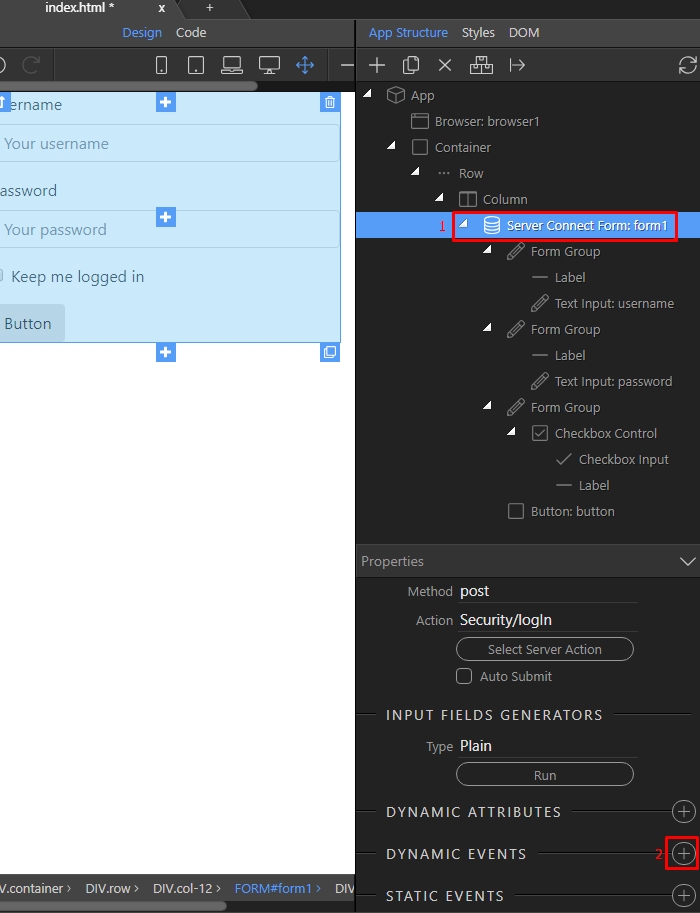 index.html * x +
Design Code
ername
Your username
assword
Your password
Keep me logged in
Button
V.container › DIV.row › DIV.col-12 › FORM#form1 › DIV
App Structure Styles DOM
App
Browser: browser1
Container
Row
Column
1 Server Connect Form: form1
Form Group
Label
Text Input: username
Form Group
Label
Text Input: password
Form Group
Checkbox Control
Checkbox Input
Label
Button: button
Properties
Method post
Action Security/logIn
Select Server Action
Auto Submit
INPUT FIELDS GENERATORS
Type Plain
Run
DYNAMIC ATTRIBUTES
DYNAMIC EVENTS 2
STATIC EVENTS